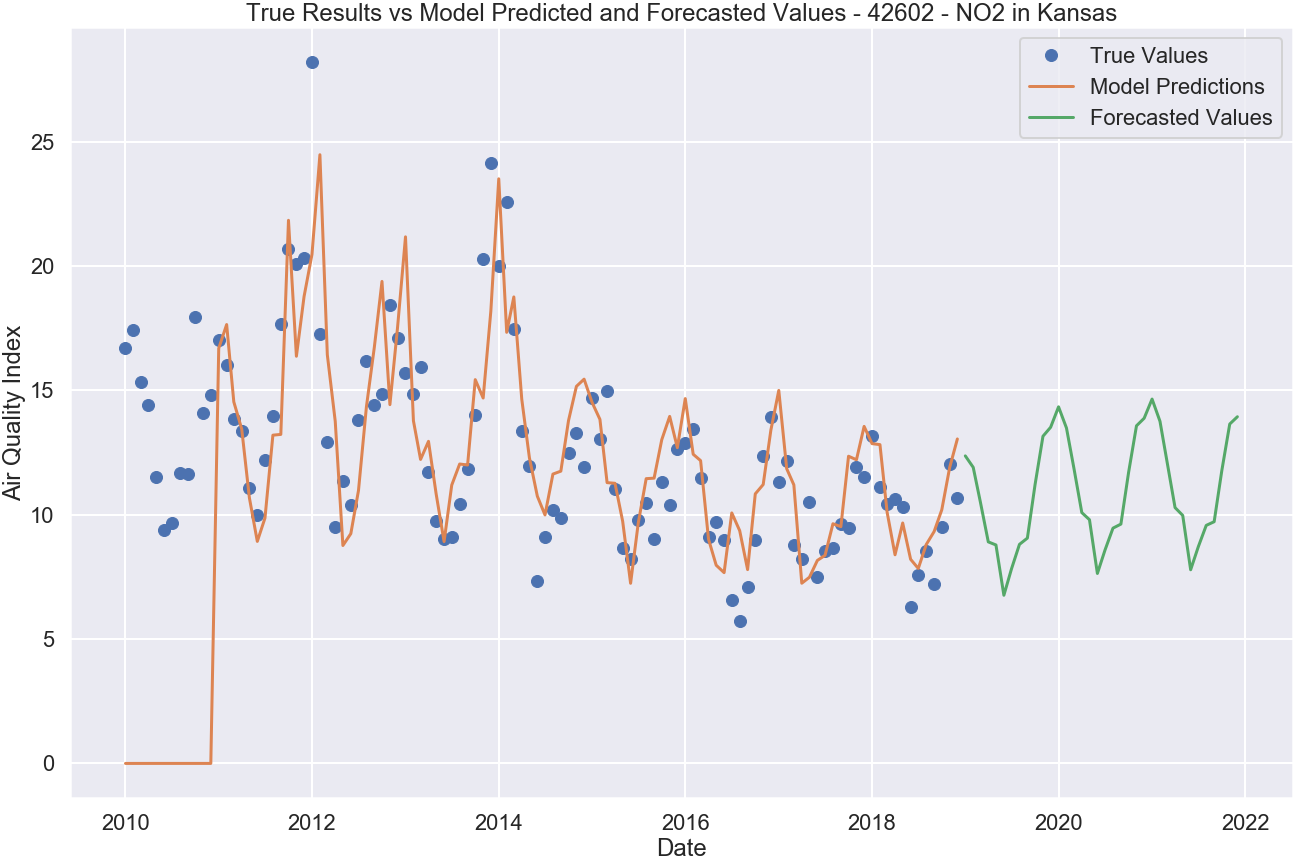 True Results vs Model Predicted and Forecasted Values - 42602 - NO2 in Kansas
True Values
Model Predictions
Forecasted Values
Air Quality Index
25
20
15
10
5
0
2010 2012 2014 2016 2018 2020 2022
Date